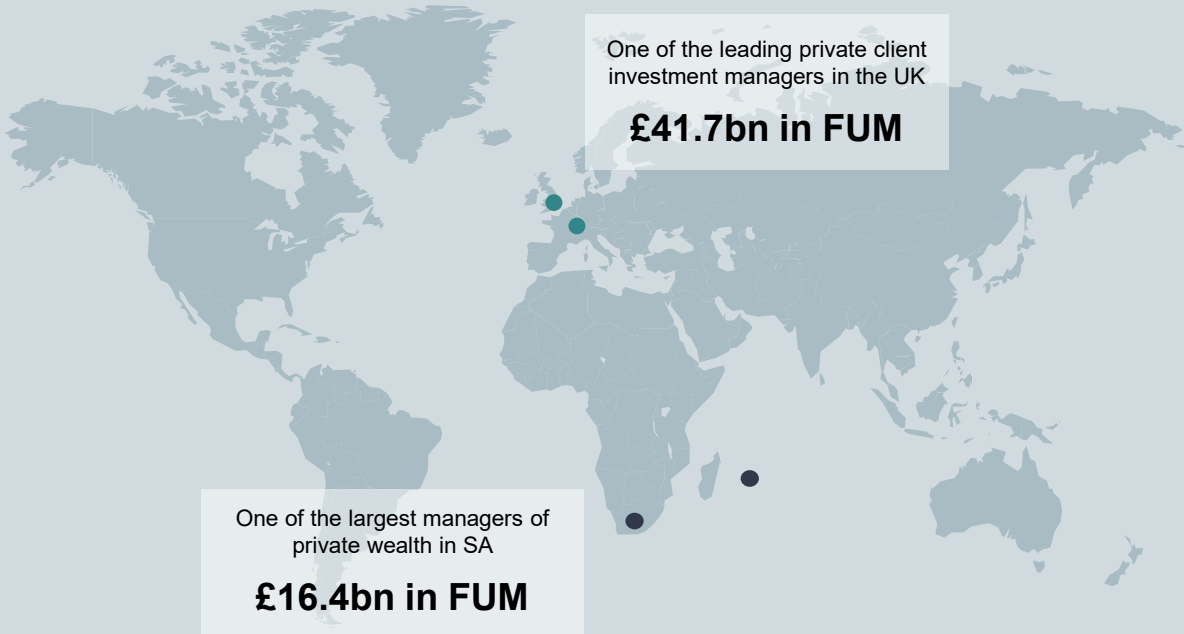 One of the leading private client
investment managers in the UK
£41.7bn in FUM
One of the largest managers of
private wealth in SA
£16.4bn in FUM